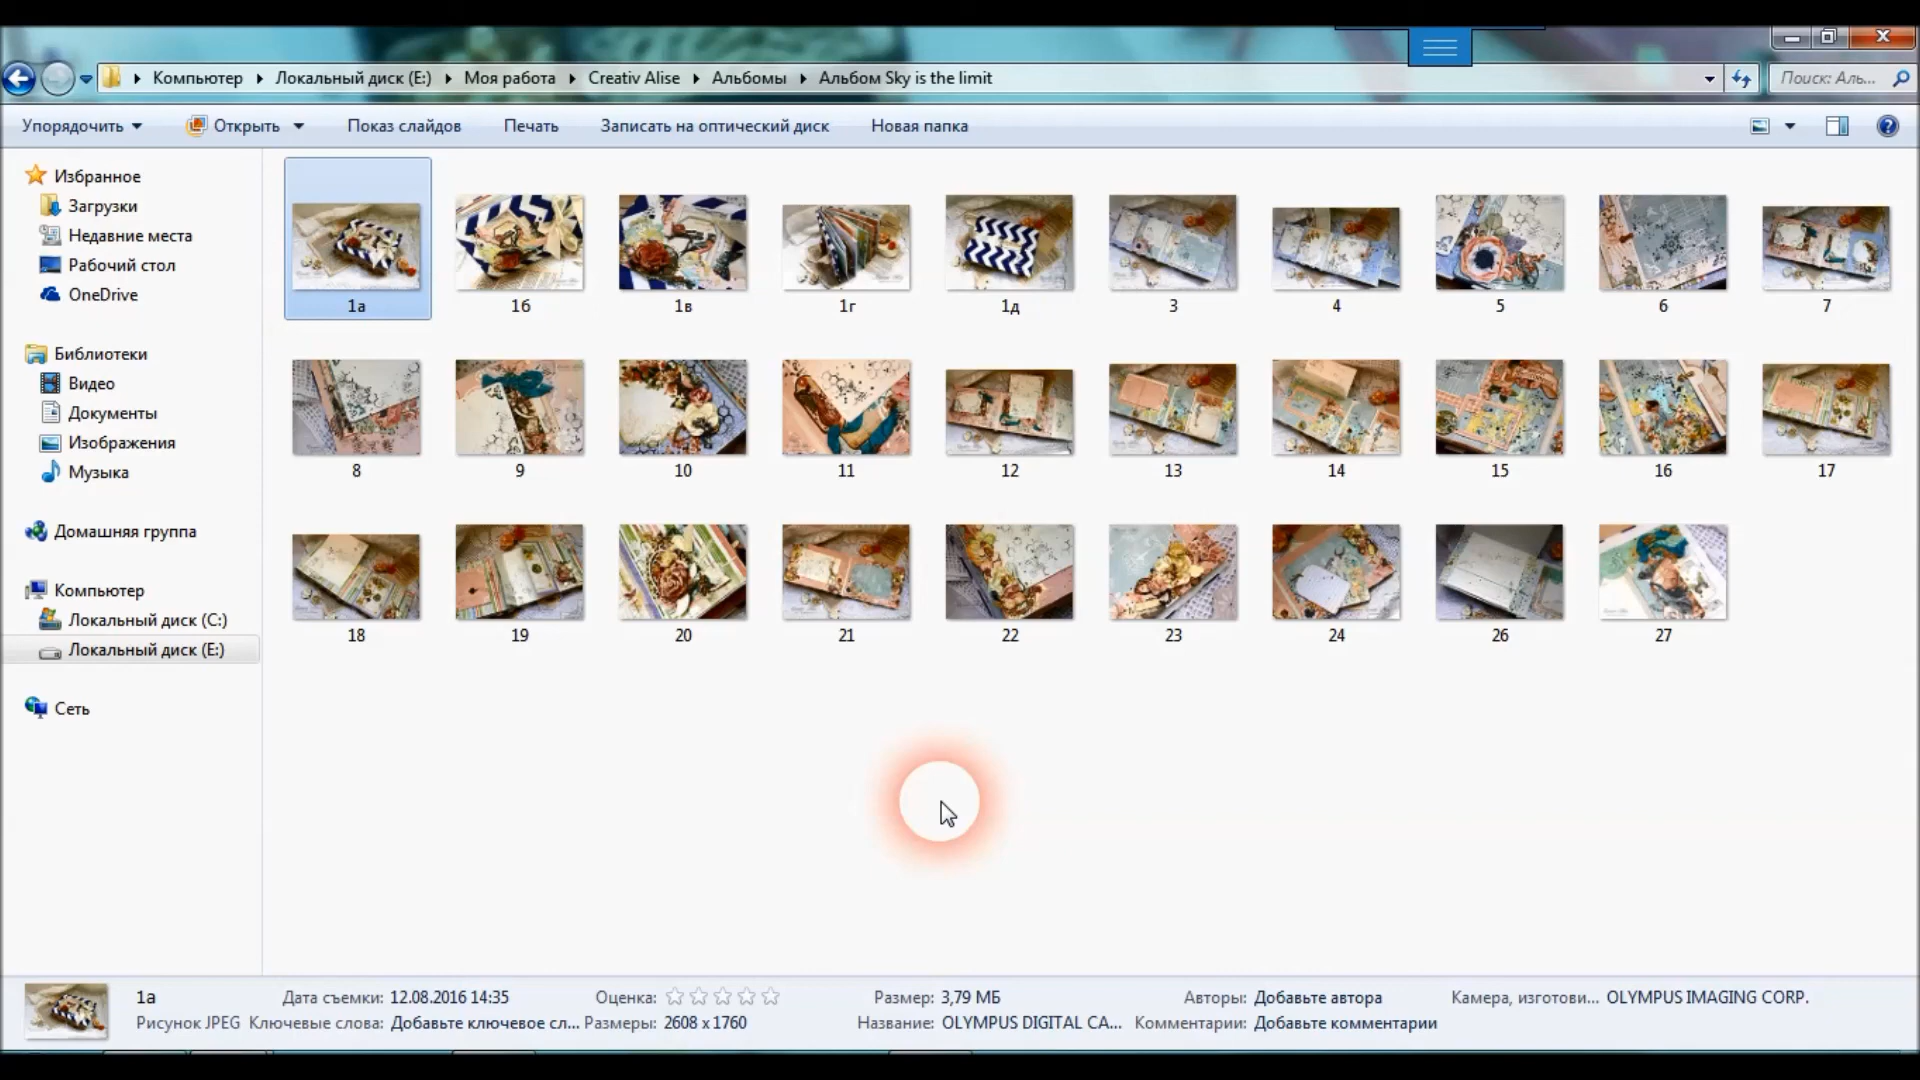 Компьютер Локальный диск (E:) Моя работа Creativ Alise Альбомы Альбом Sky is the limit Поиск: Аль...
Упорядочить Открыть Показ слайдов Печать Записать на оптический диск Новая папка
Избранное
Загрузки
Недавние места
Рабочий стол
OneDrive
Библиотеки
Видео
Документы
Изображения
Музыка
Домашняя группа
Компьютер
Локальный диск (C:)
Локальный диск (E:)
Сеть
1а 1б 1в 1г 1д 3 4 5 6 7
8 9 10 11 12 13 14 15 16 17
18 19 20 21 22 23 24 26 27
1а Дата съемки: 12.08.2016 14:35 Оценка: Размер: 3,79 МБ Авторы: Добавьте автора Камера, изготови... OLYMPUS IMAGING CORP.
Рисунок JPEG Ключевые слова: Добавьте ключевое сл... Размеры: 2608 x 1760 Название: OLYMPUS DIGITAL CA... Комментарии: Добавьте комментарии